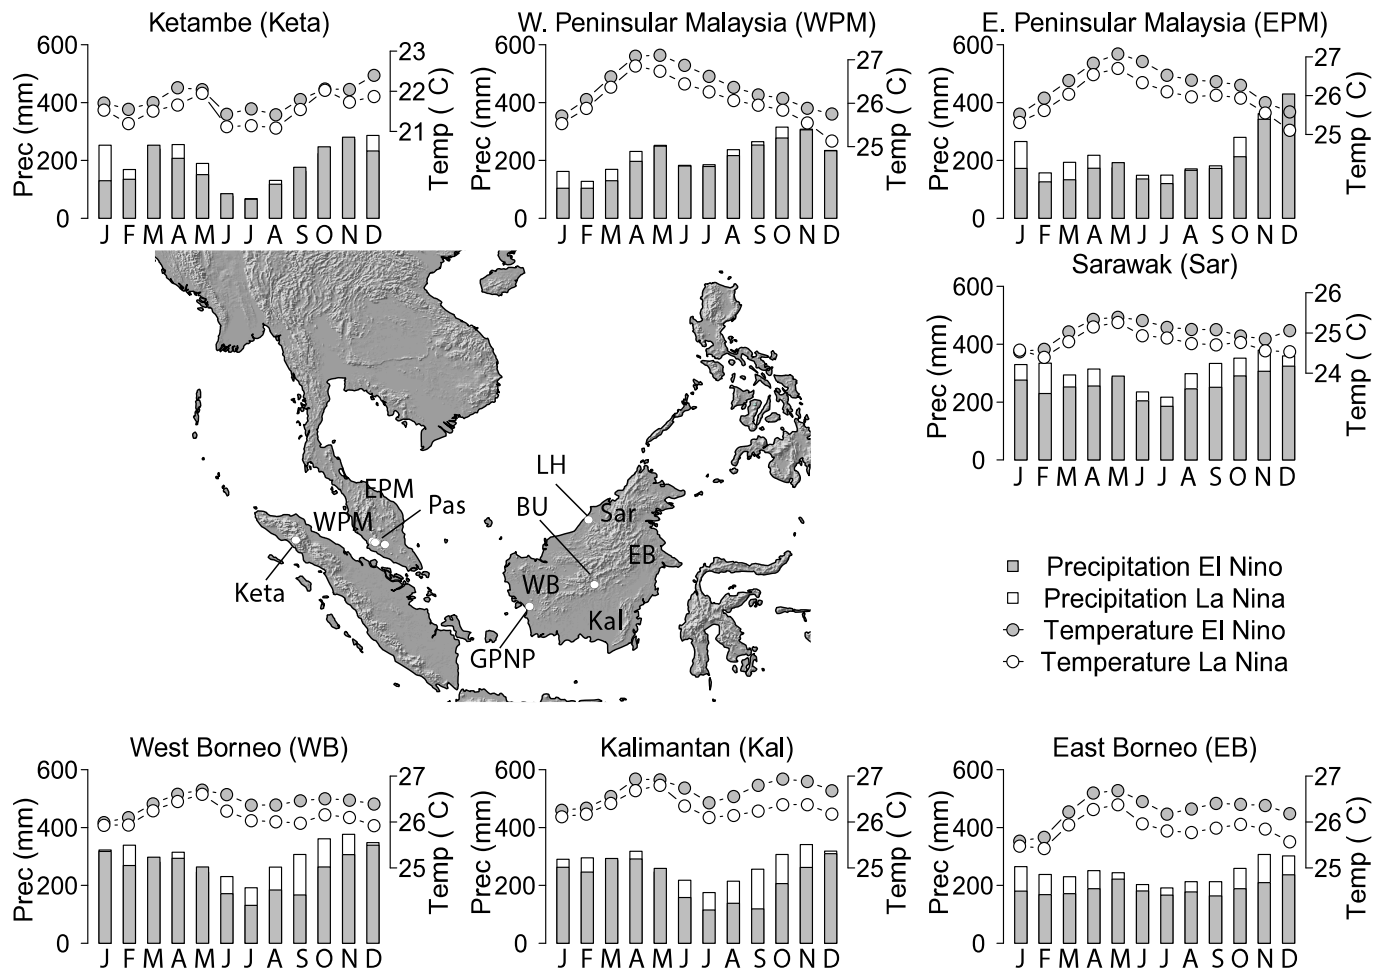 Ketambe (Keta)
W. Peninsular Malaysia (WPM)
E. Peninsular Malaysia (EPM)
Prec (mm)
600
400
200
0
23
22
21
Temp ( C)
J F M A M J J A S O N D
Prec (mm)
600
400
200
0
27
26
25
Temp ( C)
J F M A M J J A S O N D
Prec (mm)
600
400
200
0
27
26
25
Temp ( C)
J F M A M J J A S O N D
Sarawak (Sar)
Prec (mm)
600
400
200
0
26
25
24
Temp ( C)
J F M A M J J A S O N D
LH
EPM
Pas
BU
Sar
WPM
EB
Keta
WB
Kal
GPNP
Precipitation El Nino
Precipitation La Nina
Temperature El Nino
Temperature La Nina
West Borneo (WB)
Kalimantan (Kal)
East Borneo (EB)
Prec (mm)
600
400
200
0
27
26
25
Temp ( C)
J F M A M J J A S O N D
Prec (mm)
600
400
200
0
27
26
25
Temp ( C)
J F M A M J J A S O N D
Prec (mm)
600
400
200
0
27
26
25
Temp ( C)
J F M A M J J A S O N D